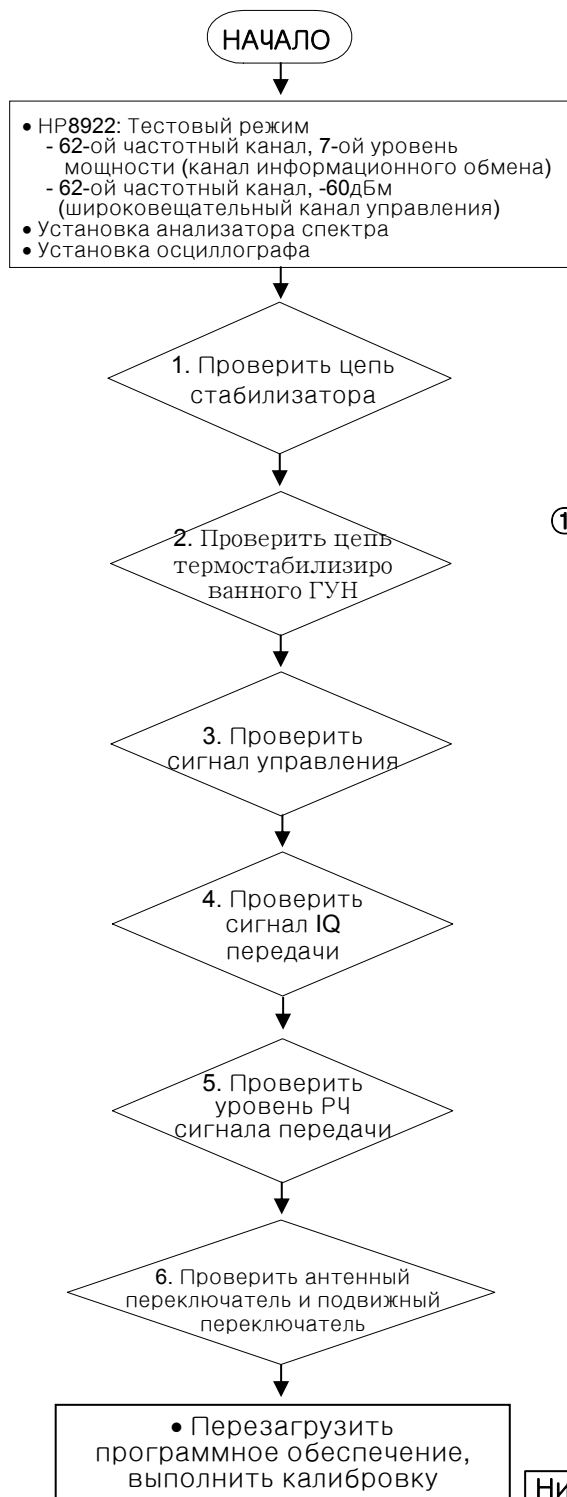 НАЧАЛО
• HP8922: Тестовый режим
- 62-ой частотный канал, 7-ой уровень
мощности (канал информационного обмена)
- 62-ой частотный канал, -60дБм
(широковещательный канал управления)
• Установка анализатора спектра
• Установка осциллографа
1. Проверить цепь
стабилизатора
2. Проверить цепь
термостабилизиро
ванного ГУН
3. Проверить
сигнал управления
4. Проверить
сигнал IQ
передачи
5. Проверить
уровень РЧ
сигнала передачи
6. Проверить антенный
переключатель и подвижный
переключатель
• Перезагрузить
программное обеспечение,
выполнить калибровку